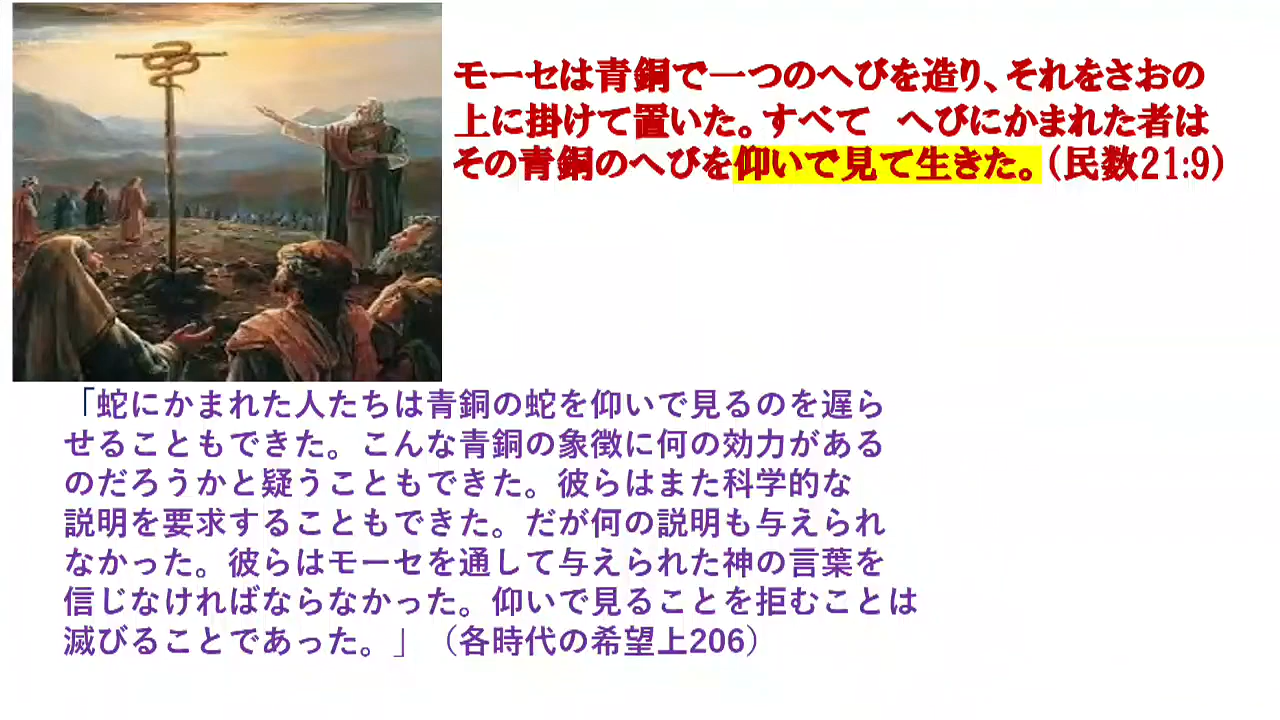 モーセは青銅で一つのへびを造り、それをさおの
上に掛けて置いた。すべて　へびにかまれた者は
その青銅のへびを仰いで見て生きた。（民数21:9）
「蛇にかまれた人たちは青銅の蛇を仰いで見るのを遅ら
せることもできた。こんな青銅の象徴に何の効力がある
のだろうかと疑うこともできた。彼らはまた科学的な
説明を要求することもできた。だが何の説明も与えられ
なかった。彼らはモーセを通して与えられた神の言葉を
信じなければならなかった。仰いで見ることを拒むことは
滅びることであった。」（各時代の希望上206）